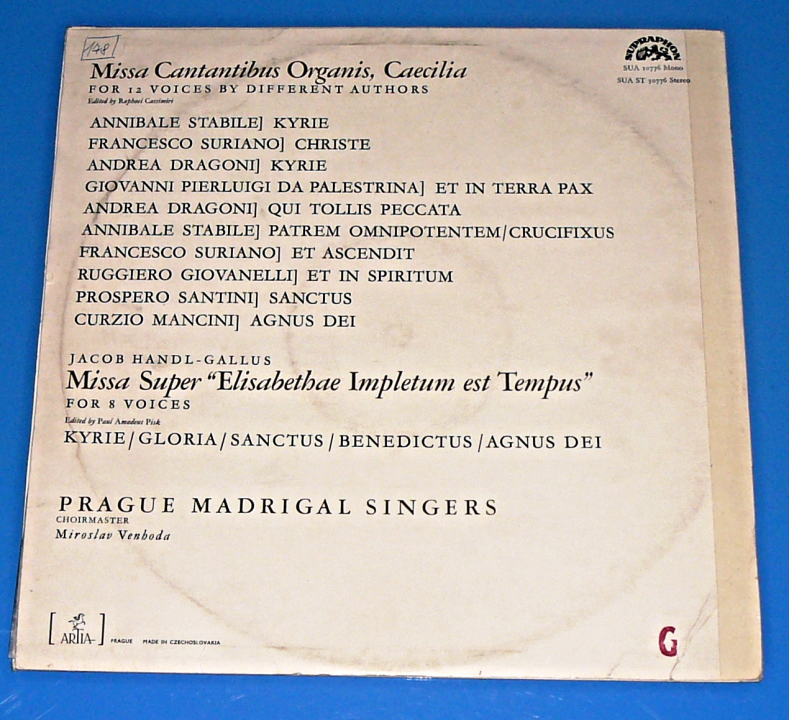 148
Missa Cantantibus Organis, Caecilia
FOR 12 VOICES BY DIFFERENT AUTHORS
Edited by Raphael Casimiri
SUPRAPHON
SUA 10776 Mono
SUA ST 50776 Stereo
ANNIBALE STABILE] KYRIE
FRANCESCO SURIANO] CHRISTE
ANDREA DRAGONI] KYRIE
GIOVANNI PIERLUIGI DA PALESTRINA] ET IN TERRA PAX
ANDREA DRAGONI] QUI TOLLIS PECCATA
ANNIBALE STABILE] PATREM OMNIPOTENTEM/CRUCIFIXUS
FRANCESCO SURIANO] ET ASCENDIT
RUGGIERO GIOVANELLI] ET IN SPIRITUM
PROSPERO SANTINI] SANCTUS
CURZIO MANCINI] AGNUS DEI
JACOB HANDL-GALLUS
Missa Super “Elisabethae Impletum est Tempus”
FOR 8 VOICES
Edited by Paul Amadeus Pisk
KYRIE/GLORIA/SANCTUS/BENEDICTUS/AGNUS DEI
PRAGUE MADRIGAL SINGERS
CHOIRMASTER
Miroslav Venhoda
[ARTIA] PRAGUE MADE IN CZECHOSLOVAKIA
G